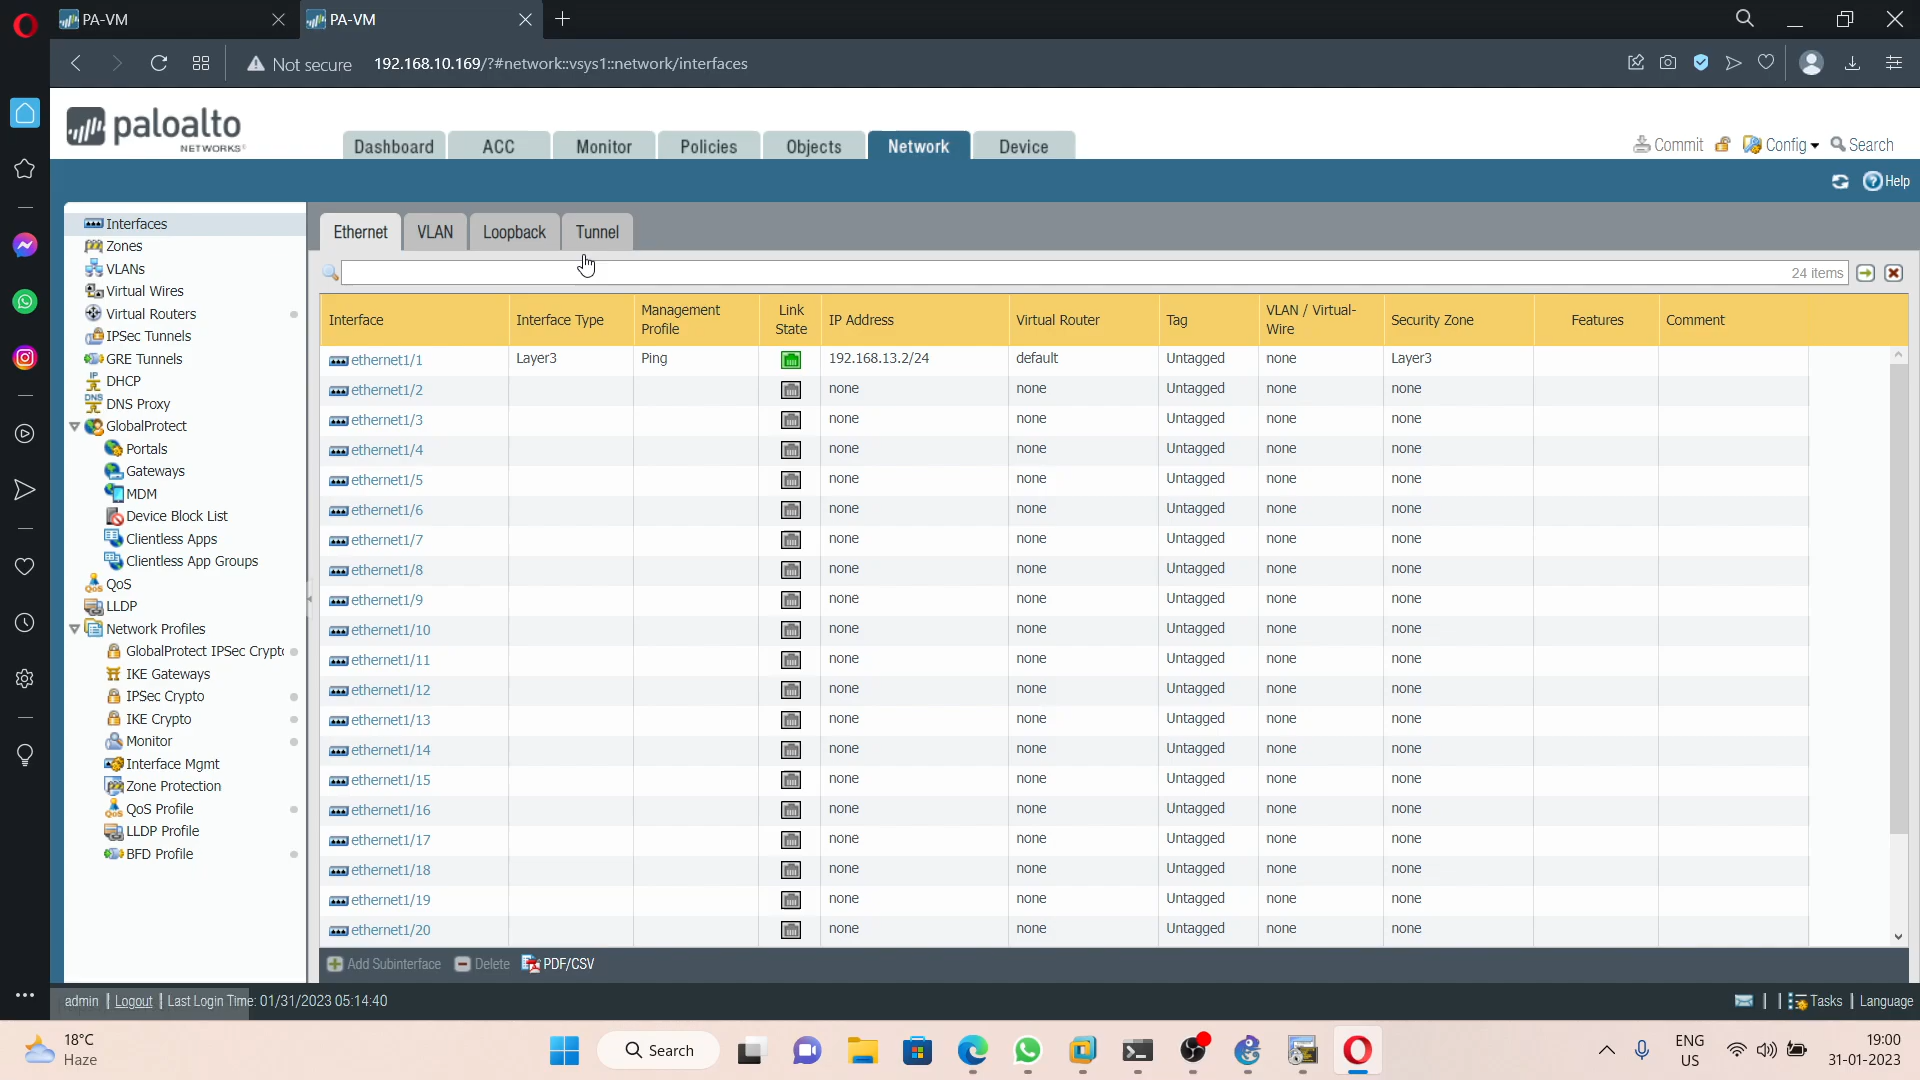 PA-VM
PA-VM
Not secure 192.168.10.169/?#network::vsys1::network/interfaces
paloalto
NETWORKS
Dashboard ACC Monitor Policies Objects Network Device
Commit Config Search
Help
Interfaces
Zones
VLANs
Virtual Wires
Virtual Routers
IPSec Tunnels
GRE Tunnels
DHCP
DNS Proxy
GlobalProtect
Portals
Gateways
MDM
Device Block List
Clientless Apps
Clientless App Groups
QoS
LLDP
Network Profiles
GlobalProtect IPSec Crypt
IKE Gateways
IPSec Crypto
IKE Crypto
Monitor
Interface Mgmt
Zone Protection
QoS Profile
LLDP Profile
BFD Profile
Ethernet VLAN Loopback Tunnel
24 items
Interface Interface Type Management Profile Link State IP Address Virtual Router Tag VLAN / Virtual-Wire Security Zone Features Comment
ethernet1/1 Layer3 Ping 192.168.13.2/24 default Untagged none Layer3
ethernet1/2 none none Untagged none none
ethernet1/3 none none Untagged none none
ethernet1/4 none none Untagged none none
ethernet1/5 none none Untagged none none
ethernet1/6 none none Untagged none none
ethernet1/7 none none Untagged none none
ethernet1/8 none none Untagged none none
ethernet1/9 none none Untagged none none
ethernet1/10 none none Untagged none none
ethernet1/11 none none Untagged none none
ethernet1/12 none none Untagged none none
ethernet1/13 none none Untagged none none
ethernet1/14 none none Untagged none none
ethernet1/15 none none Untagged none none
ethernet1/16 none none Untagged none none
ethernet1/17 none none Untagged none none
ethernet1/18 none none Untagged none none
ethernet1/19 none none Untagged none none
ethernet1/20 none none Untagged none none
Add Subinterface Delete PDF/CSV
admin | Logout | Last Login Time: 01/31/2023 05:14:40
Tasks | Language
18°C
Haze
Search
ENG
US
19:00
31-01-2023